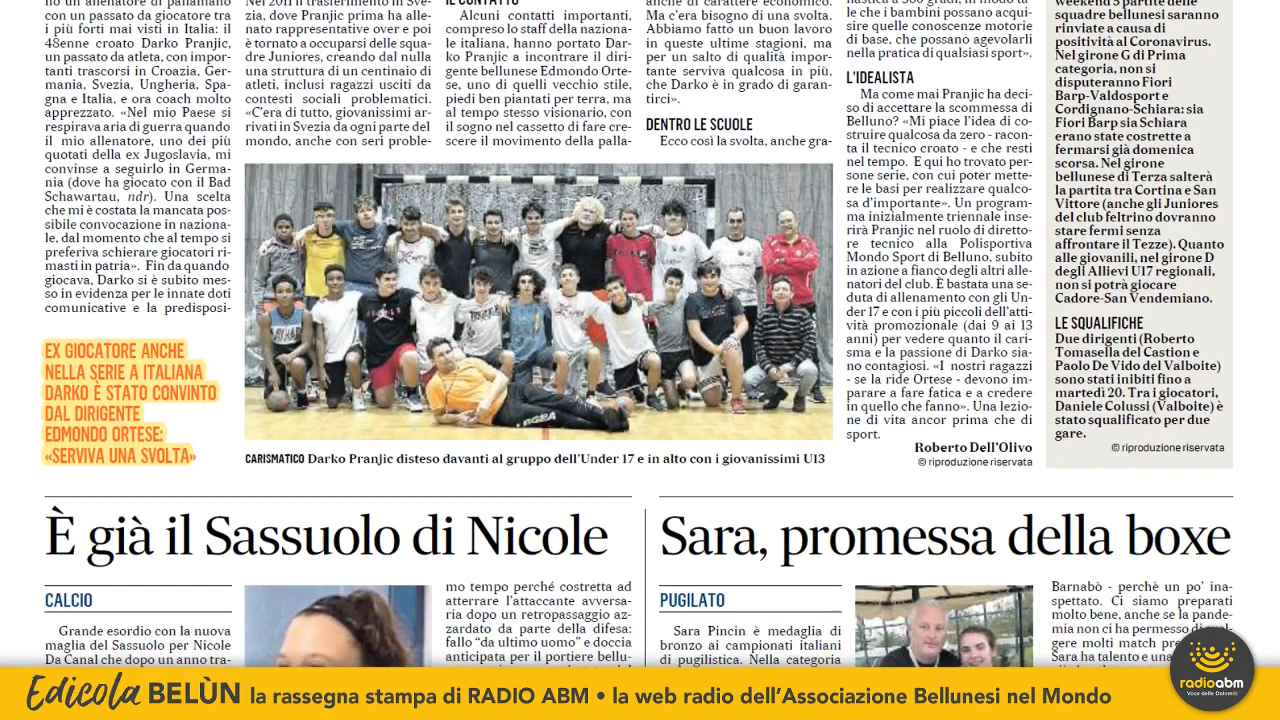 no un allenatore di pallamano
con un passato da giocatore tra
i più forti mai visti in Italia: il
48enne croato Darko Pranjic,
un passato da atleta, con impor-
tanti trascorsi in Croazia, Ger-
mania, Svezia, Ungheria, Spa-
gna e Italia, e ora coach molto
apprezzato. «Nel mio Paese si
respirava aria di guerra quando
il mio allenatore, uno dei più
quotati della ex Jugoslavia, mi
convinse a seguirlo in Germa-
nia (dove ha giocato con il Bad
Schawartau, ndr). Una scelta
che mi è costata la mancata pos-
sibile convocazione in naziona-
le, dal momento che al tempo si
preferiva schierare giocatori ri-
masti in patria». Fin da quando
giocava, Darko si è subito mes-
so in evidenza per le innate doti
comunicative e la predisposi-
EX GIOCATORE ANCHE
NELLA SERIE A ITALIANA
DARKO È STATO CONVINTO
DAL DIRIGENTE
EDMONDO ORTESE:
«SERVIVA UNA SVOLTA»
Nel 2011 il trasferimento in Sve-
zia, dove Pranjic prima ha alle-
nato rappresentative over e poi
è tornato a occuparsi delle squa-
dre Juniores, creando dal nulla
una struttura di un centinaio di
atleti, inclusi ragazzi usciti da
contesti sociali problematici.
«C'era di tutto, giovanissimi ar-
rivati in Svezia da ogni parte del
mondo, anche con seri proble-
IL CONTATTO
Alcuni contatti importanti,
compreso lo staff della naziona-
le italiana, hanno portato Dar-
ko Pranjic a incontrare il diri-
gente bellunese Edmondo Orte-
se, uno di quelli vecchio stile,
piedi ben piantati per terra, ma
al tempo stesso visionario, con
il sogno nel cassetto di fare cre-
scere il movimento della palla-
anche di carattere economico.
Ma c'era bisogno di una svolta.
Abbiamo fatto un buon lavoro
in queste ultime stagioni, ma
per un salto di qualità impor-
tante serviva qualcosa in più,
che Darko è in grado di garan-
tirci».
DENTRO LE SCUOLE
Ecco così la svolta, anche gra-
CARISMATICO Darko Pranjic disteso davanti al gruppo dell'Under 17 e in alto con i giovanissimi U13
nastica a 360 gradi, in modo ta-
le che i bambini possano acqui-
sire quelle conoscenze motorie
di base, che possano agevolarli
nella pratica di qualsiasi sport».
L'IDEALISTA
Ma come mai Pranjic ha deci-
so di accettare la scommessa di
Belluno? «Mi piace l'idea di co-
struire qualcosa da zero - racon-
ta il tecnico croato - e che resti
nel tempo. E qui ho trovato per-
sone serie, con cui poter mette-
re le basi per realizzare qualco-
sa d'importante». Un program-
ma inizialmente triennale inse-
rirà Pranjic nel ruolo di diretto-
re tecnico alla Polisportiva
Mondo Sport di Belluno, subito
in azione a fianco degli altri alle-
natori del club. È bastata una se-
duta di allenamento con gli Un-
der 17 e con i più piccoli dell'atti-
vità promozionale (dai 9 ai 13
anni) per vedere quanto il cari-
sma e la passione di Darko sia-
no contagiosi. «I nostri ragazzi
- se la ride Ortese - devono im-
parare a fare fatica e a credere
in quello che fanno». Una lezio-
ne di vita ancor prima che di
sport.
Roberto Dell'Olivo
© riproduzione riservata
weekend 5 partite delle
squadre bellunesi saranno
rinviate a causa di
positività al Coronavirus.
Nel girone G di Prima
categoria, non si
disputeranno Fiori
Barp-Valdosport e
Cordignano-Schiara: sia
Fiori Barp sia Schiara
erano state costrette a
fermarsi già domenica
scorsa. Nel girone
bellunese di Terza salterà
la partita tra Cortina e San
Vittore (anche gli Juniores
del club feltrino dovranno
stare fermi senza
affrontare il Tezze). Quanto
alle giovanili, nel girone D
degli Allievi U17 regionali,
non si potrà giocare
Cadore-San Vendemiano.
LE SQUALIFICHE
Due dirigenti (Roberto
Tomasella del Castion e
Paolo De Vido del Valboite)
sono stati inibiti fino a
martedì 20. Tra i giocatori,
Daniele Colussi (Valboite) è
stato squalificato per due
gare.
© riproduzione riservata
È già il Sassuolo di Nicole
CALCIO
Grande esordio con la nuova
maglia del Sassuolo per Nicole
Da Canal che dopo un anno tra-
mo tempo perché costretta ad
atterrare l'attaccante avversa-
ria dopo un retropassaggio az-
zardato da parte della difesa:
fallo "da ultimo uomo" e doccia
anticipata per il portiere bellu-
Sara, promessa della boxe
PUGILATO
Sara Pincin è medaglia di
bronzo ai campionati italiani
di pugilistica. Nella categoria
Barnabò - perchè un po' ina-
spettato. Ci siamo preparati
molto bene, anche se la pande-
mia non ci ha permesso di
gere molti match
Sara ha talento e una
Edicola BELÙN la rassegna stampa di RADIO ABM • la web radio dell'Associazione Bellunesi nel Mondo
radioabm
Voce delle Dolomiti